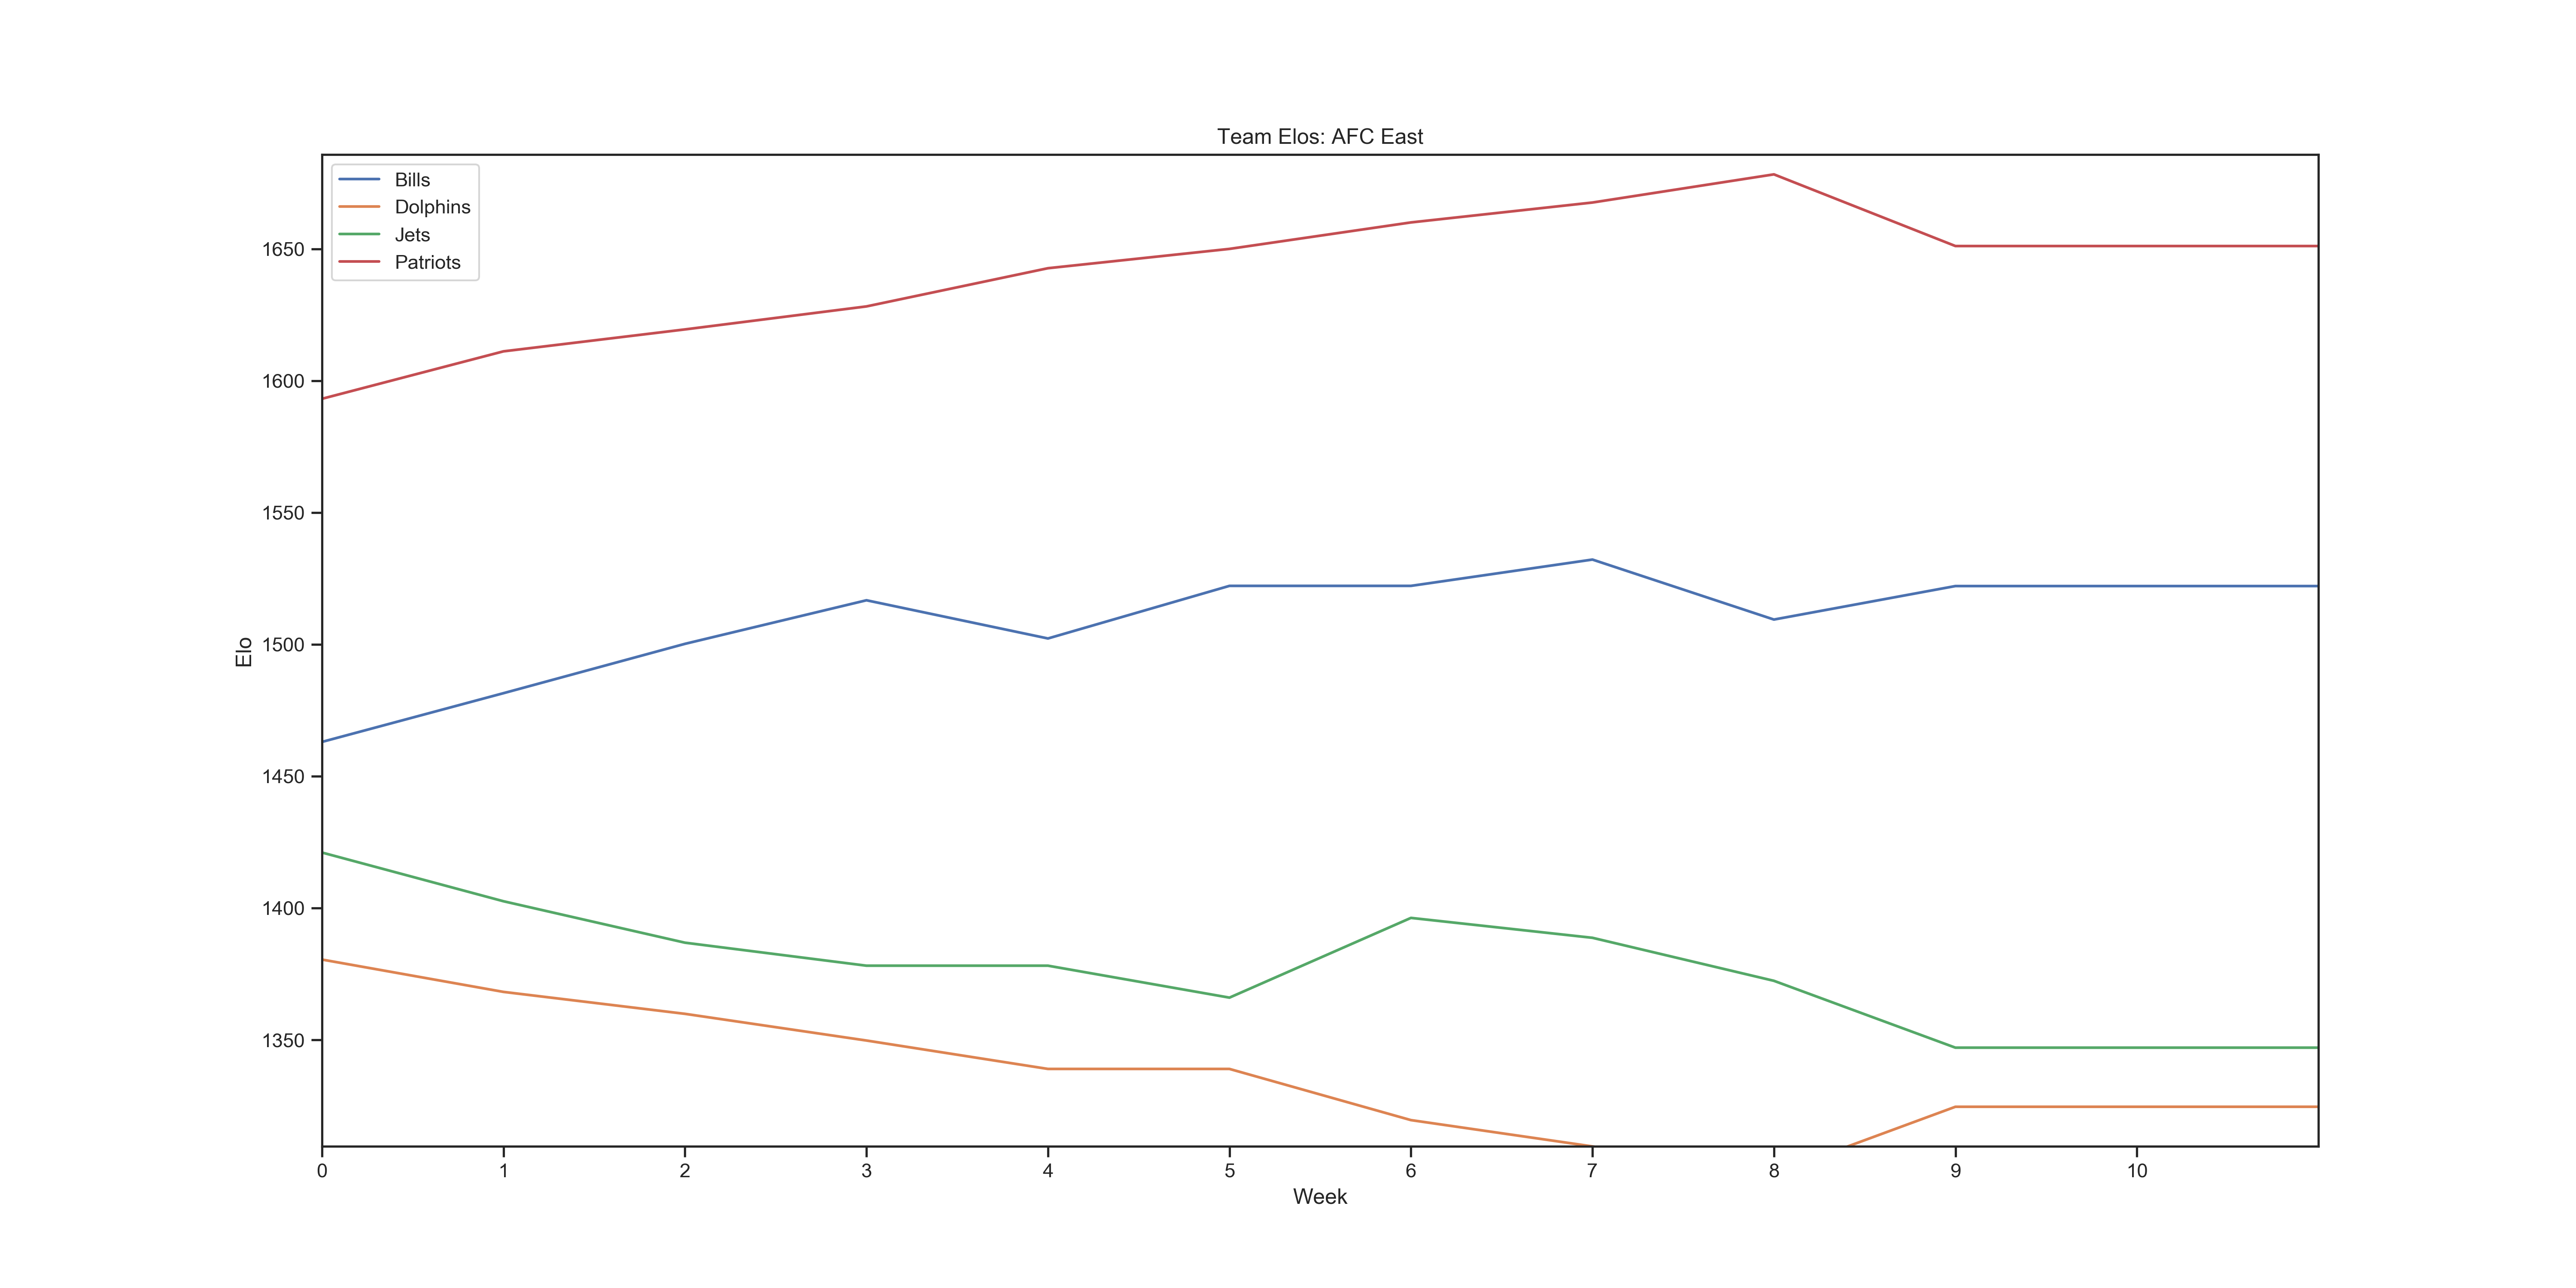 Team Elos: AFC East
Bills
Dolphins
Jets
Patriots
1650
1600
1550
1500
1450
1400
1350
Elo
0 1 2 3 4 5 6 7 8 9 10
Week